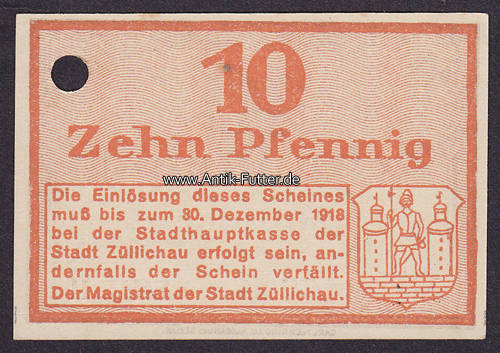 10
Zehn Pfennig
www.Antik-Futter.de
Die Einlösung dieses Scheines
muß bis zum 30. Dezember 1918
bei der Stadthauptkasse der
Stadt Züllichau erfolgt sein, an-
dernfalls der Schein verfällt.
Der Magistrat der Stadt Züllichau.